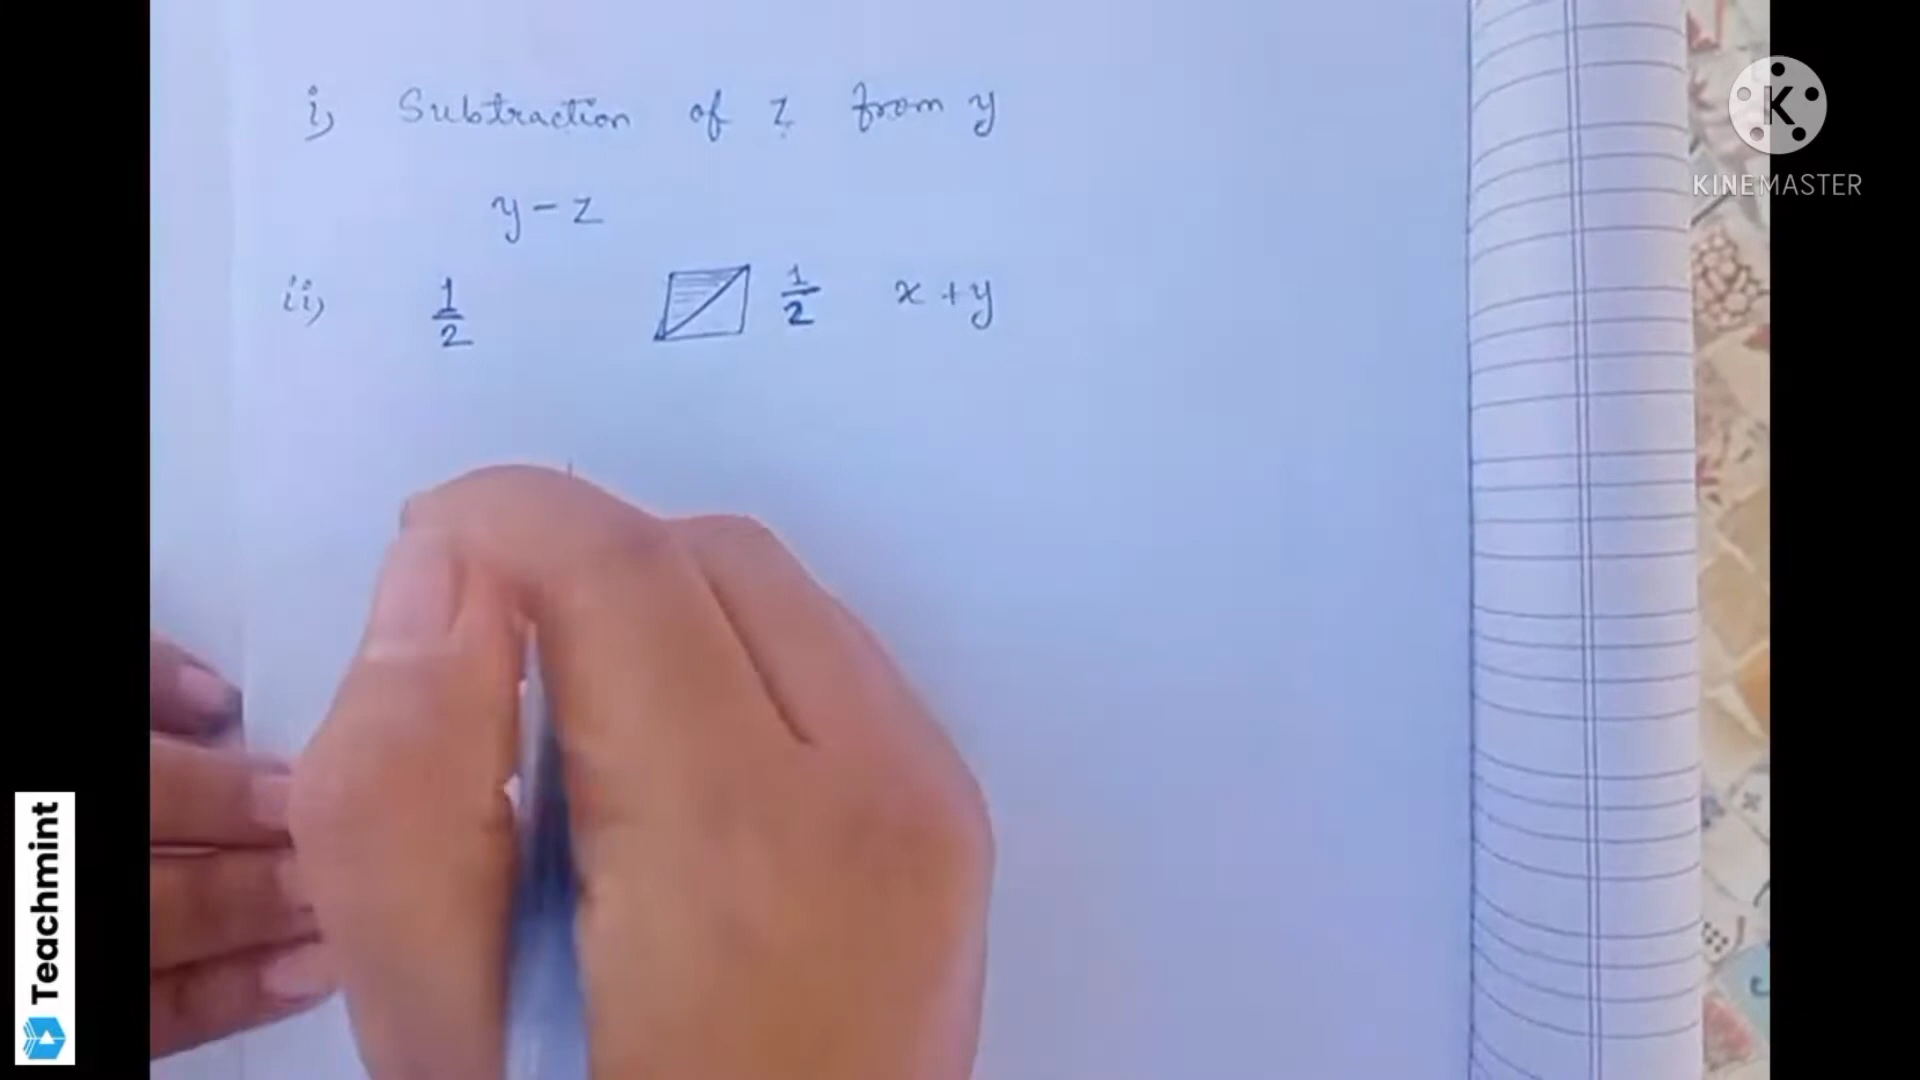 i, Subtraction of z from y
y - z
ii, 1/2 1/2 x + y
KINEMASTER
K
Teachmint